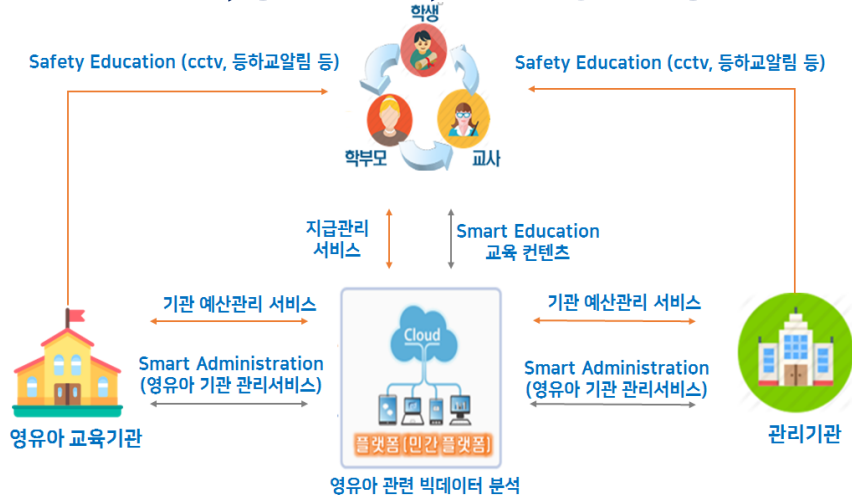 학생
Safety Education (cctv, 등하교알림 등)
Safety Education (cctv, 등하교알림 등)
학부모
교사
지급관리
서비스
Smart Education
교육 컨텐츠
기관 예산관리 서비스
기관 예산관리 서비스
Cloud
Smart Administration
(영유아 기관 관리서비스)
Smart Administration
(영유아 기관 관리서비스)
영유아 교육기관
플랫폼(민간 플랫폼)
관리기관
영유아 관련 빅데이터 분석